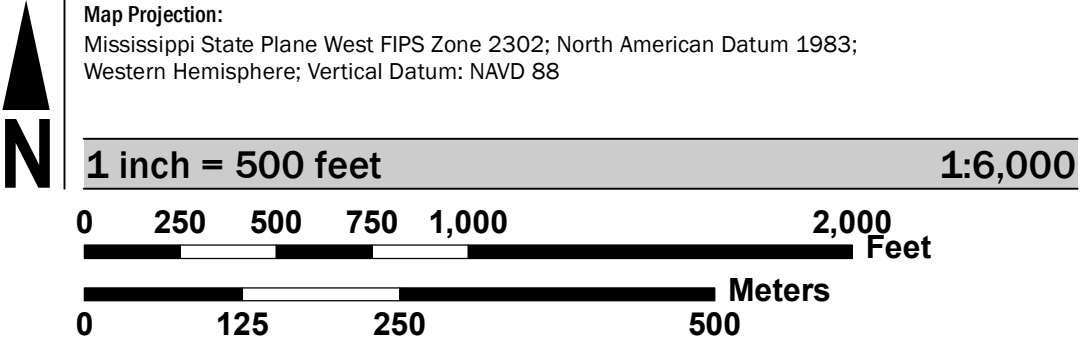 Map Projection:
Mississippi State Plane West FIPS Zone 2302; North American Datum 1983;
Western Hemisphere; Vertical Datum: NAVD 88
N
1 inch = 500 feet 1:6,000
0 250 500 750 1,000 2,000
Feet
Meters
0 125 250 500